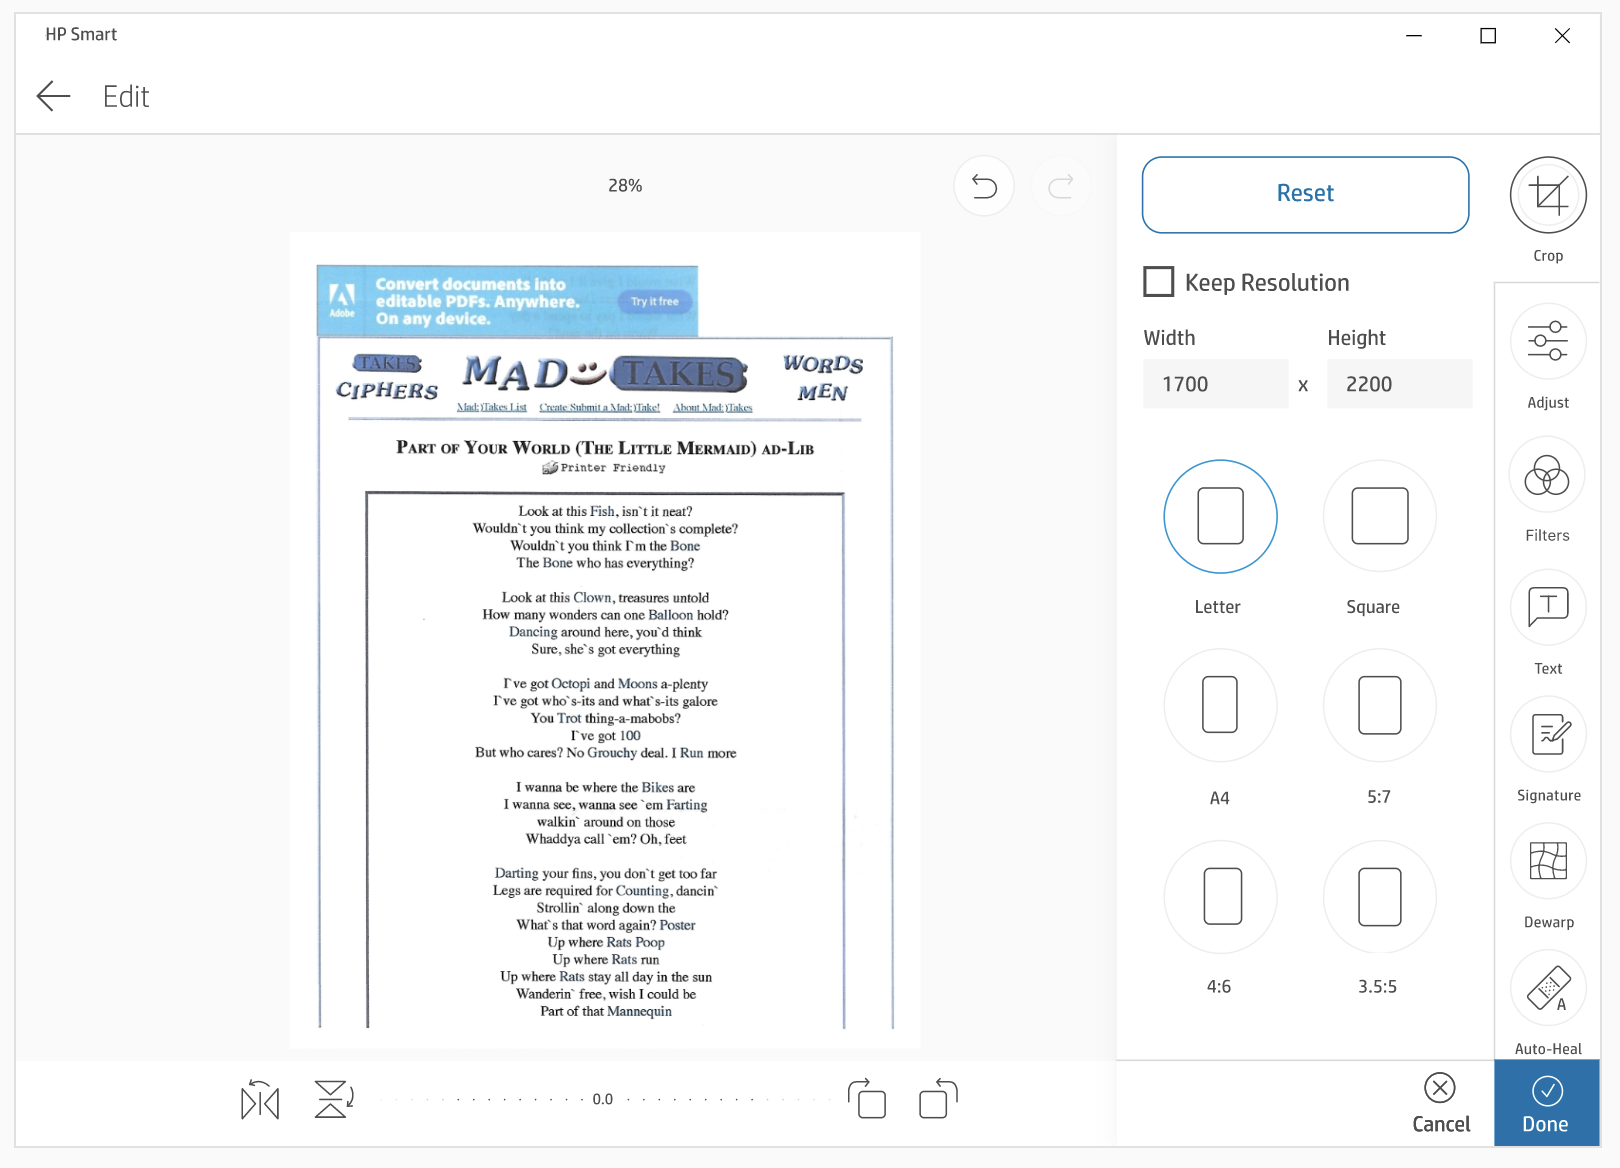 HP Smart
Edit
28%
Convert documents into
editable PDFs. Anywhere.
On any device.
Adobe
Try it free
TAKES
CIPHERS
MAD
TAKES
WORDS
MEN
Mad:)Takes List Create/Submit a Mad:)Take! About Mad:)Takes
PART OF YOUR WORLD (THE LITTLE MERMAID) AD-LIB
Printer Friendly
Look at this Fish, isn`t it neat?
Wouldn`t you think my collection`s complete?
Wouldn`t you think I`m the Bone
The Bone who has everything?
Look at this Clown, treasures untold
How many wonders can one Balloon hold?
Dancing around here, you`d think
Sure, she`s got everything
I`ve got Octopi and Moons a-plenty
I`ve got who`s-its and what`s-its galore
You Trot thing-a-mabobs?
I`ve got 100
But who cares? No Grouchy deal. I Run more
I wanna be where the Bikes are
I wanna see, wanna see `em Farting
walkin` around on those
Whaddya call `em? Oh, feet
Darting your fins, you don`t get too far
Legs are required for Counting, dancin`
Strollin` along down the
What`s that word again? Poster
Up where Rats Poop
Up where Rats run
Up where Rats stay all day in the sun
Wanderin` free, wish I could be
Part of that Mannequin
0.0
Reset
Keep Resolution
Width Height
1700 x 2200
Letter Square
A4 5:7
4:6 3.5:5
Crop
Adjust
Filters
T
Text
Signature
Dewarp
A
Auto-Heal
Cancel
Done